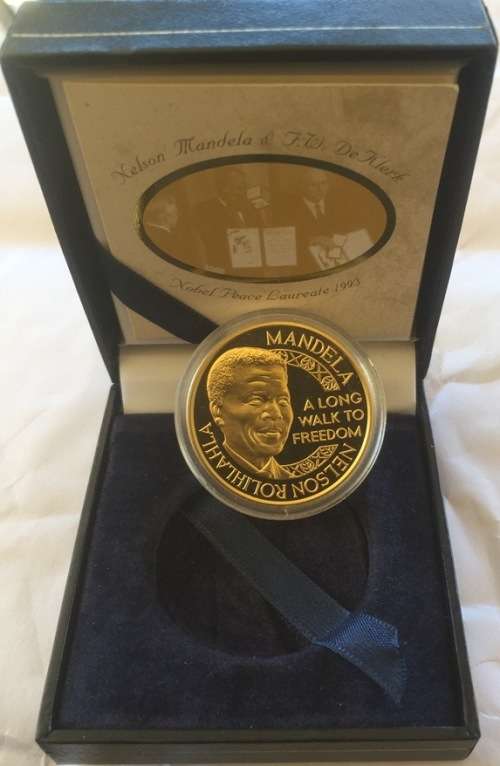 Nelson Mandela & F.W. De Klerk
Nobel Peace Laureate 1993
MANDELA
A LONG
WALK TO
FREEDOM
NELSON ROLIHLAHLA